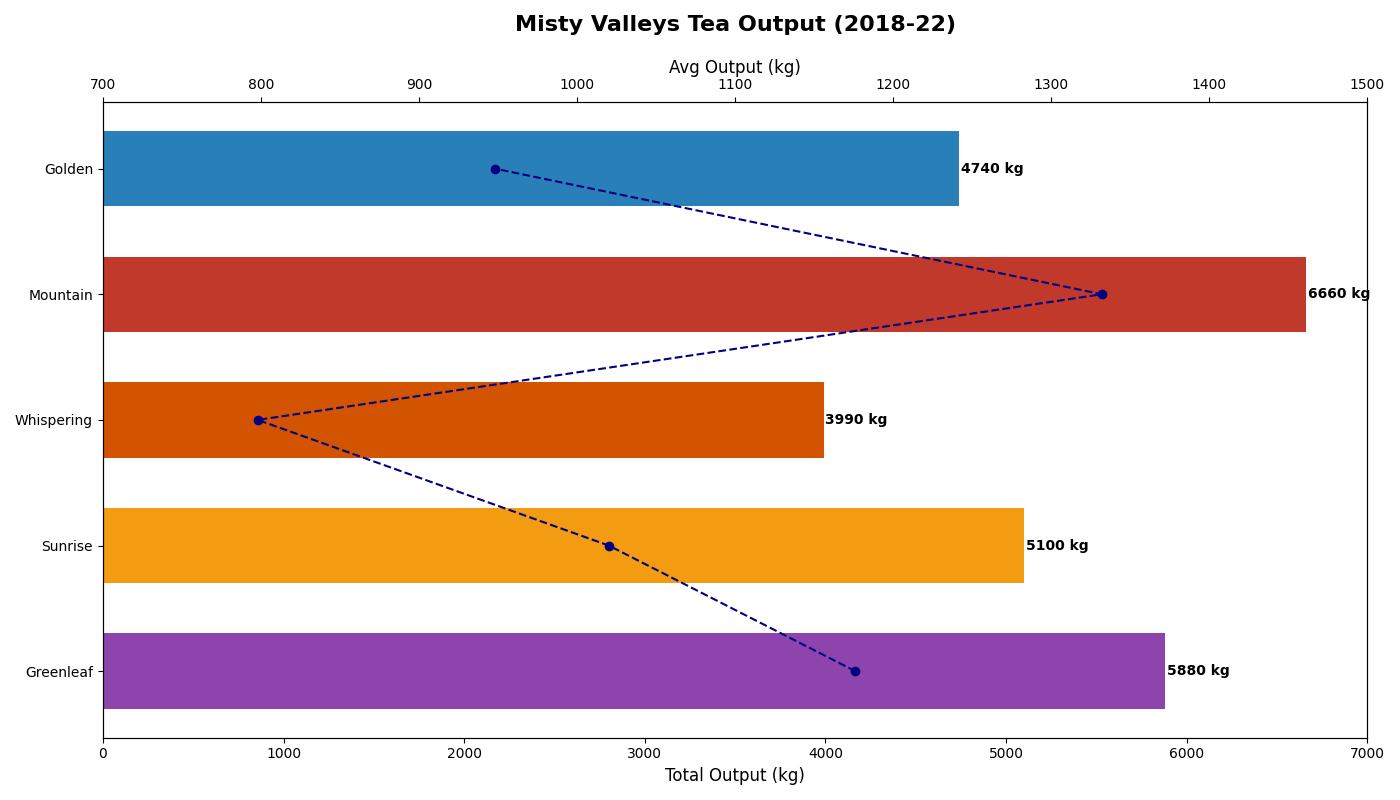 Misty Valleys Tea Output (2018-22)
Avg Output (kg)
700 800 900 1000 1100 1200 1300 1400 1500
Golden 4740 kg
Mountain 6660 kg
Whispering 3990 kg
Sunrise 5100 kg
Greenleaf 5880 kg
0 1000 2000 3000 4000 5000 6000 7000
Total Output (kg)